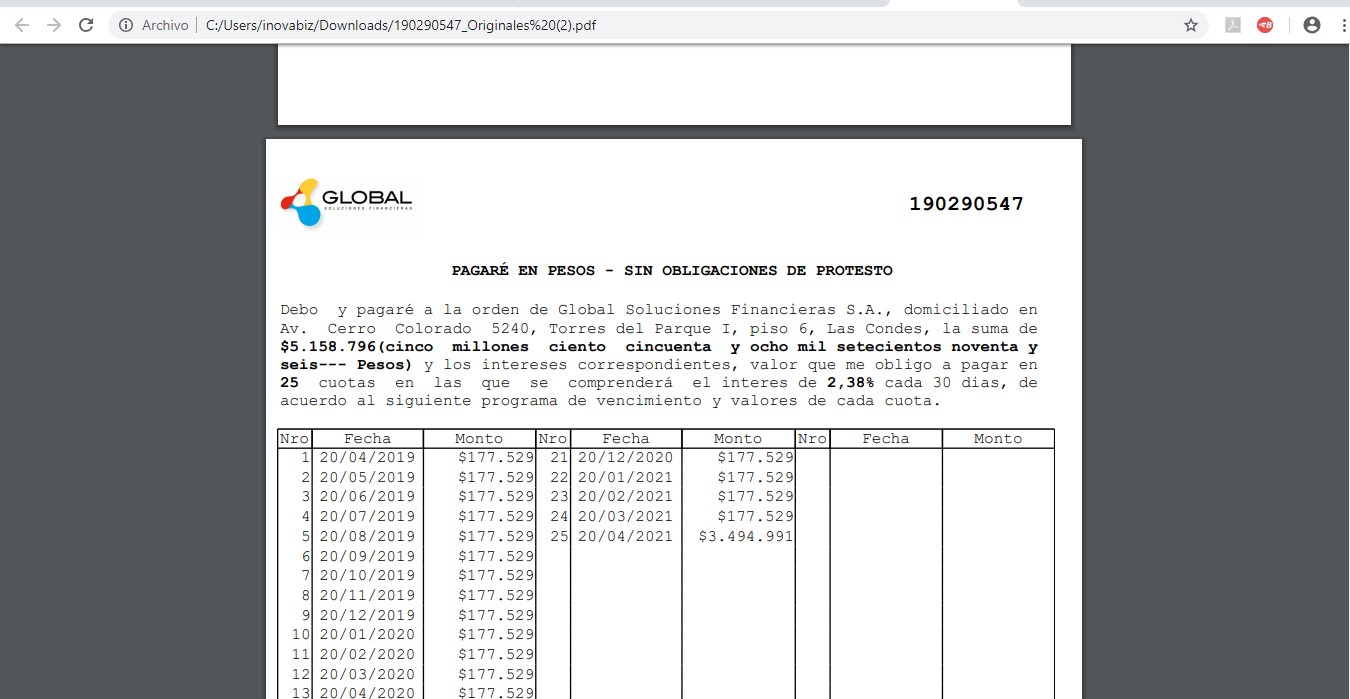 Archivo | C:/Users/inovabiz/Downloads/190290547_Originales%20(2).pdf
GLOBAL
SOLUCIONES FINANCIERAS
190290547
PAGARÉ EN PESOS - SIN OBLIGACIONES DE PROTESTO
Debo y pagaré a la orden de Global Soluciones Financieras S.A., domiciliado en
Av. Cerro Colorado 5240, Torres del Parque I, piso 6, Las Condes, la suma de
$5.158.796(cinco millones ciento cincuenta y ocho mil setecientos noventa y
seis--- Pesos) y los intereses correspondientes, valor que me obligo a pagar en
25 cuotas en las que se comprenderá el interes de 2,38% cada 30 dias, de
acuerdo al siguiente programa de vencimiento y valores de cada cuota.
Nro Fecha Monto Nro Fecha Monto Nro Fecha Monto
1 20/04/2019 $177.529 21 20/12/2020 $177.529
2 20/05/2019 $177.529 22 20/01/2021 $177.529
3 20/06/2019 $177.529 23 20/02/2021 $177.529
4 20/07/2019 $177.529 24 20/03/2021 $177.529
5 20/08/2019 $177.529 25 20/04/2021 $3.494.991
6 20/09/2019 $177.529
7 20/10/2019 $177.529
8 20/11/2019 $177.529
9 20/12/2019 $177.529
10 20/01/2020 $177.529
11 20/02/2020 $177.529
12 20/03/2020 $177.529
13 20/04/2020 $177.529